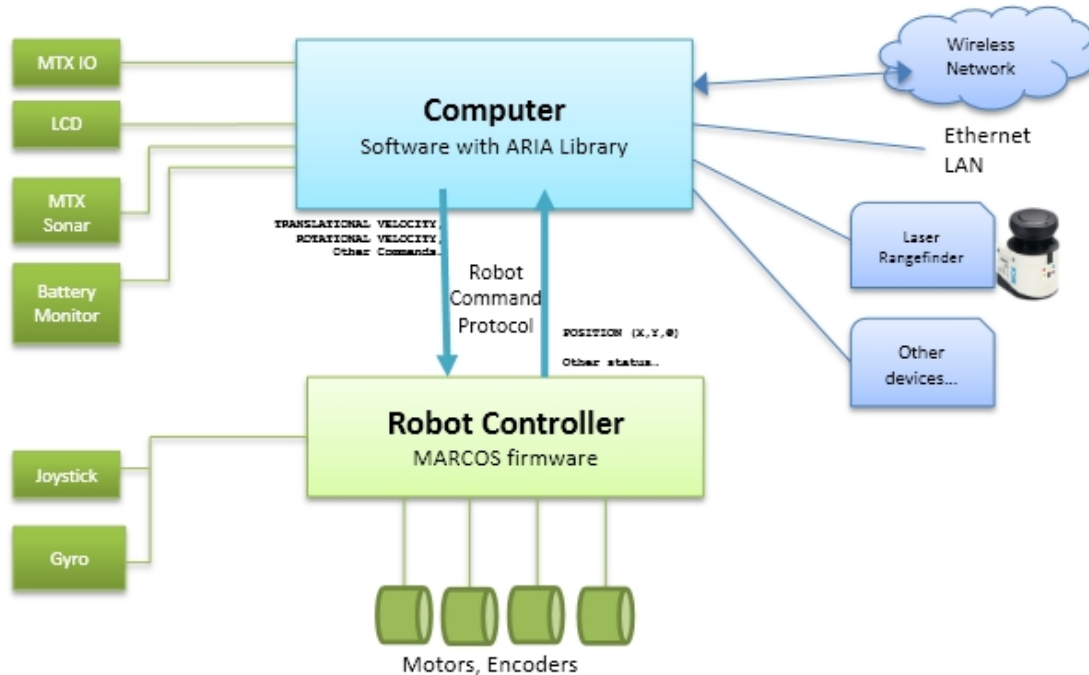 MTX IO
LCD
MTX
Sonar
Battery
Monitor
Computer
Software with ARIA Library
Wireless
Network
Ethernet
LAN
Laser
Rangefinder
Other
devices...
TRANSLATIONAL VELOCITY,
ROTATIONAL VELOCITY,
Other Commands…
Robot
Command
Protocol
POSITION (X,Y,θ)
Other status…
Robot Controller
MARCOS firmware
Joystick
Gyro
Motors, Encoders